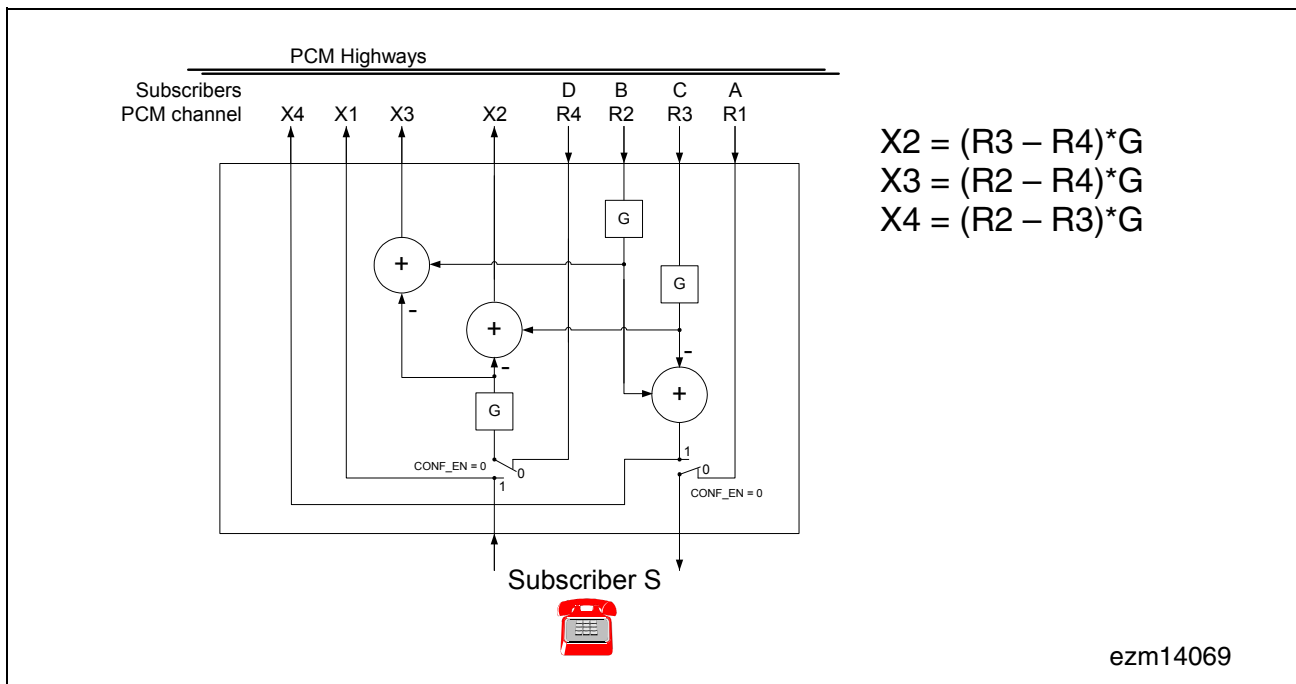 PCM Highways
Subscribers D B C A
PCM channel X4 X1 X3 X2 R4 R2 R3 R1
X2 = (R3 – R4)*G
X3 = (R2 – R4)*G
X4 = (R2 – R3)*G
G
+
G
-
+
-
-
+
G
1
CONF_EN = 0
0
0
1
CONF_EN = 0
Subscriber S
ezm14069